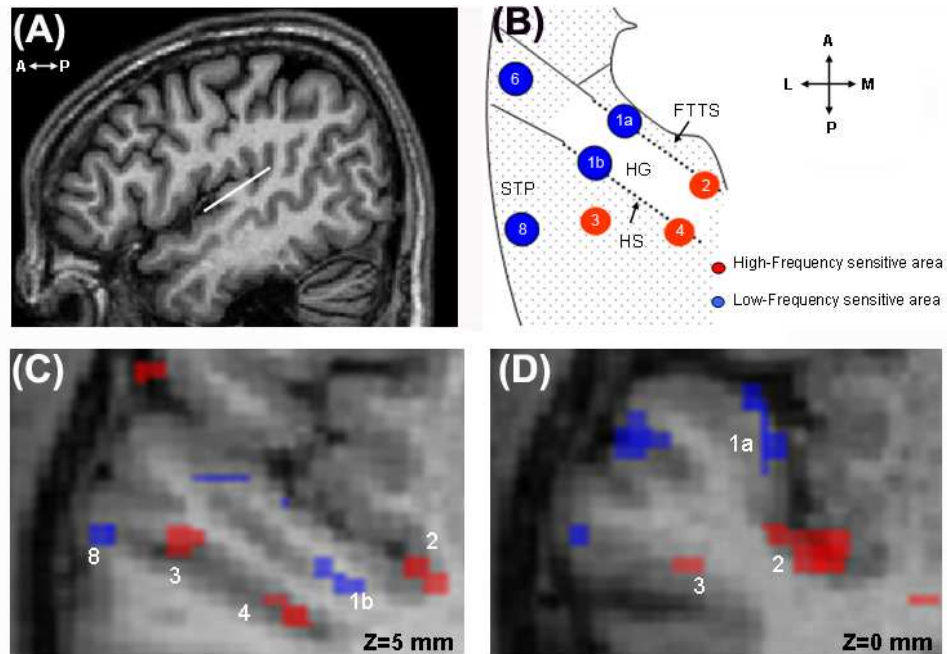 (A)
A ↔ P
(B)
A
L M
P
6
1a
FTTS
1b
HG
2
STP
3
4
8
HS
High-Frequency sensitive area
Low-Frequency sensitive area
(C)
8
3
4
1b
2
Z=5 mm
(D)
1a
2
3
Z=0 mm